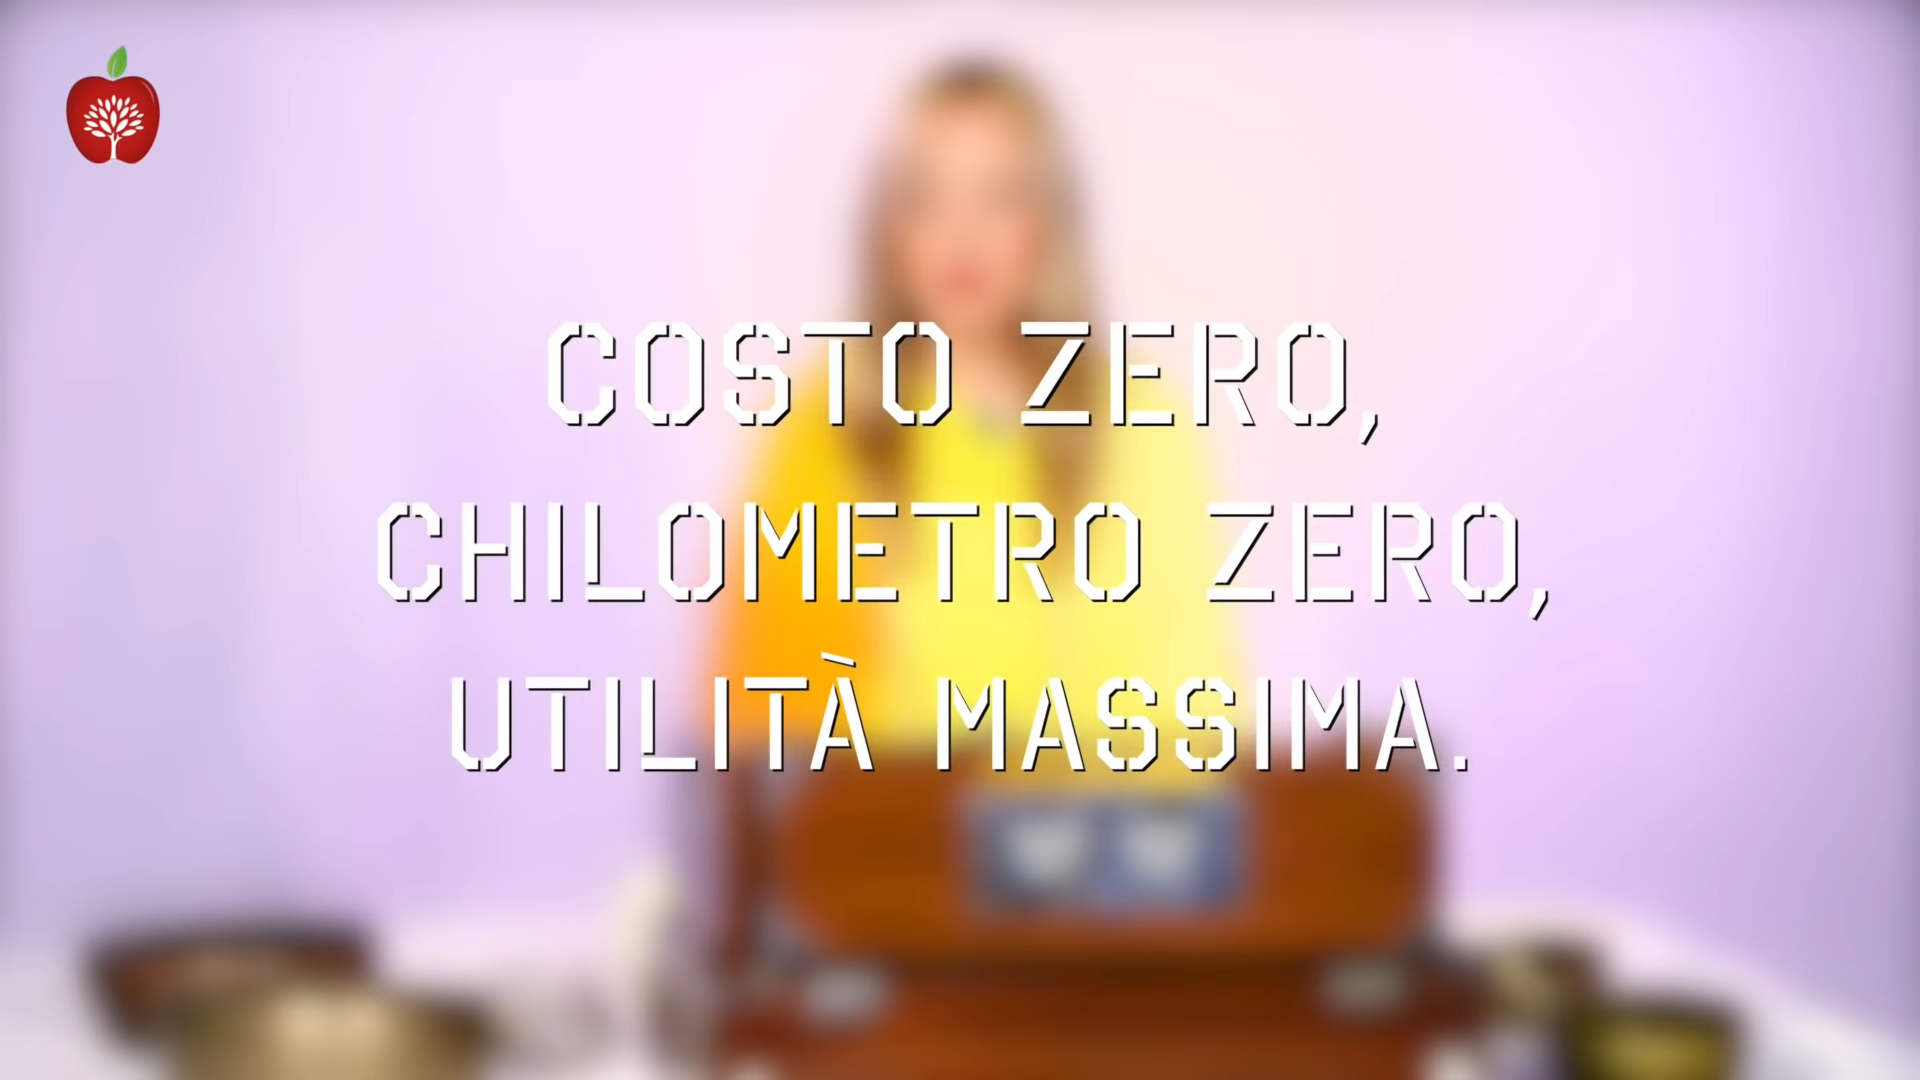 COSTO ZERO,
CHILOMETRO ZERO,
UTILITÀ MASSIMA.